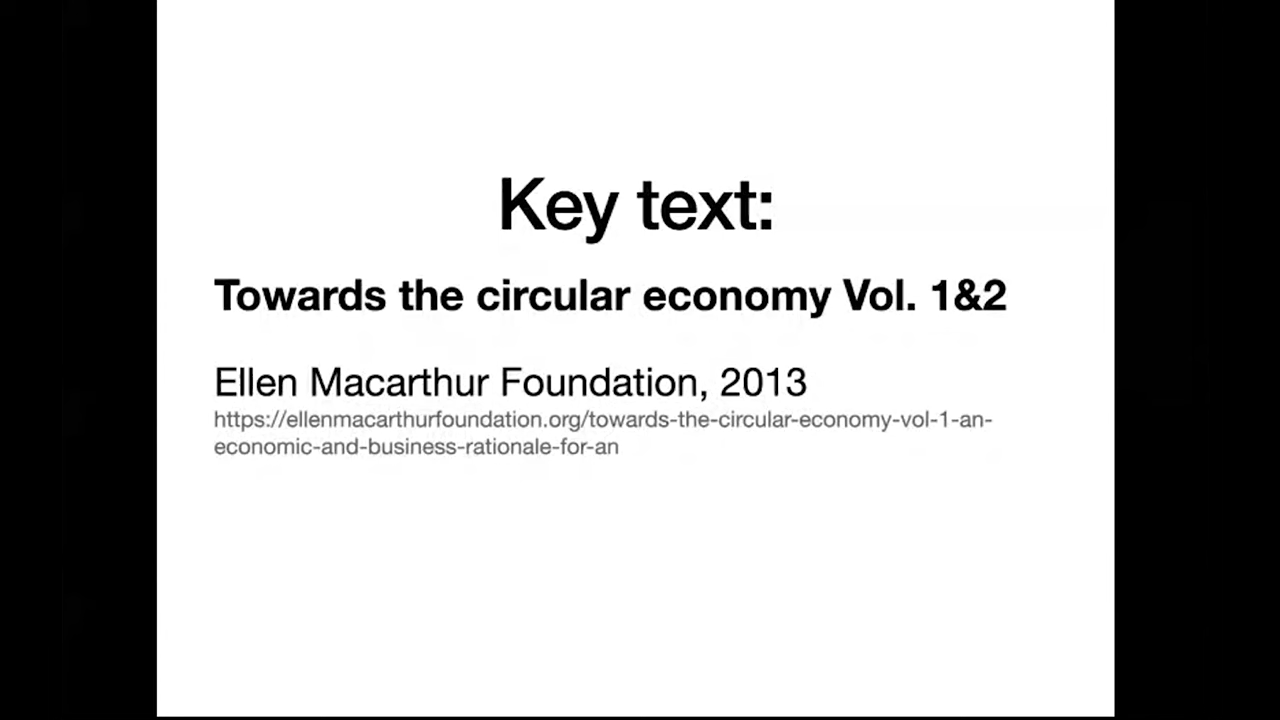 Key text:
Towards the circular economy Vol. 1&2
Ellen Macarthur Foundation, 2013
https://ellenmacarthurfoundation.org/towards-the-circular-economy-vol-1-an-
economic-and-business-rationale-for-an